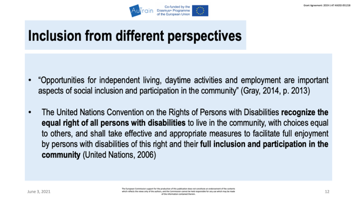 Co-funded by the
Erasmus+ Programme
of the European Union
Inclusion from different perspectives
• “Opportunities for independent living, daytime activities and employment are important
aspects of social inclusion and participation in the community” (Gray, 2014, p. 2013)
• The United Nations Convention on the Rights of Persons with Disabilities recognize the
equal right of all persons with disabilities to live in the community, with choices equal
to others, and shall take effective and appropriate measures to facilitate full enjoyment
by persons with disabilities of this right and their full inclusion and participation in the
community (United Nations, 2006)
June 3, 2021
12